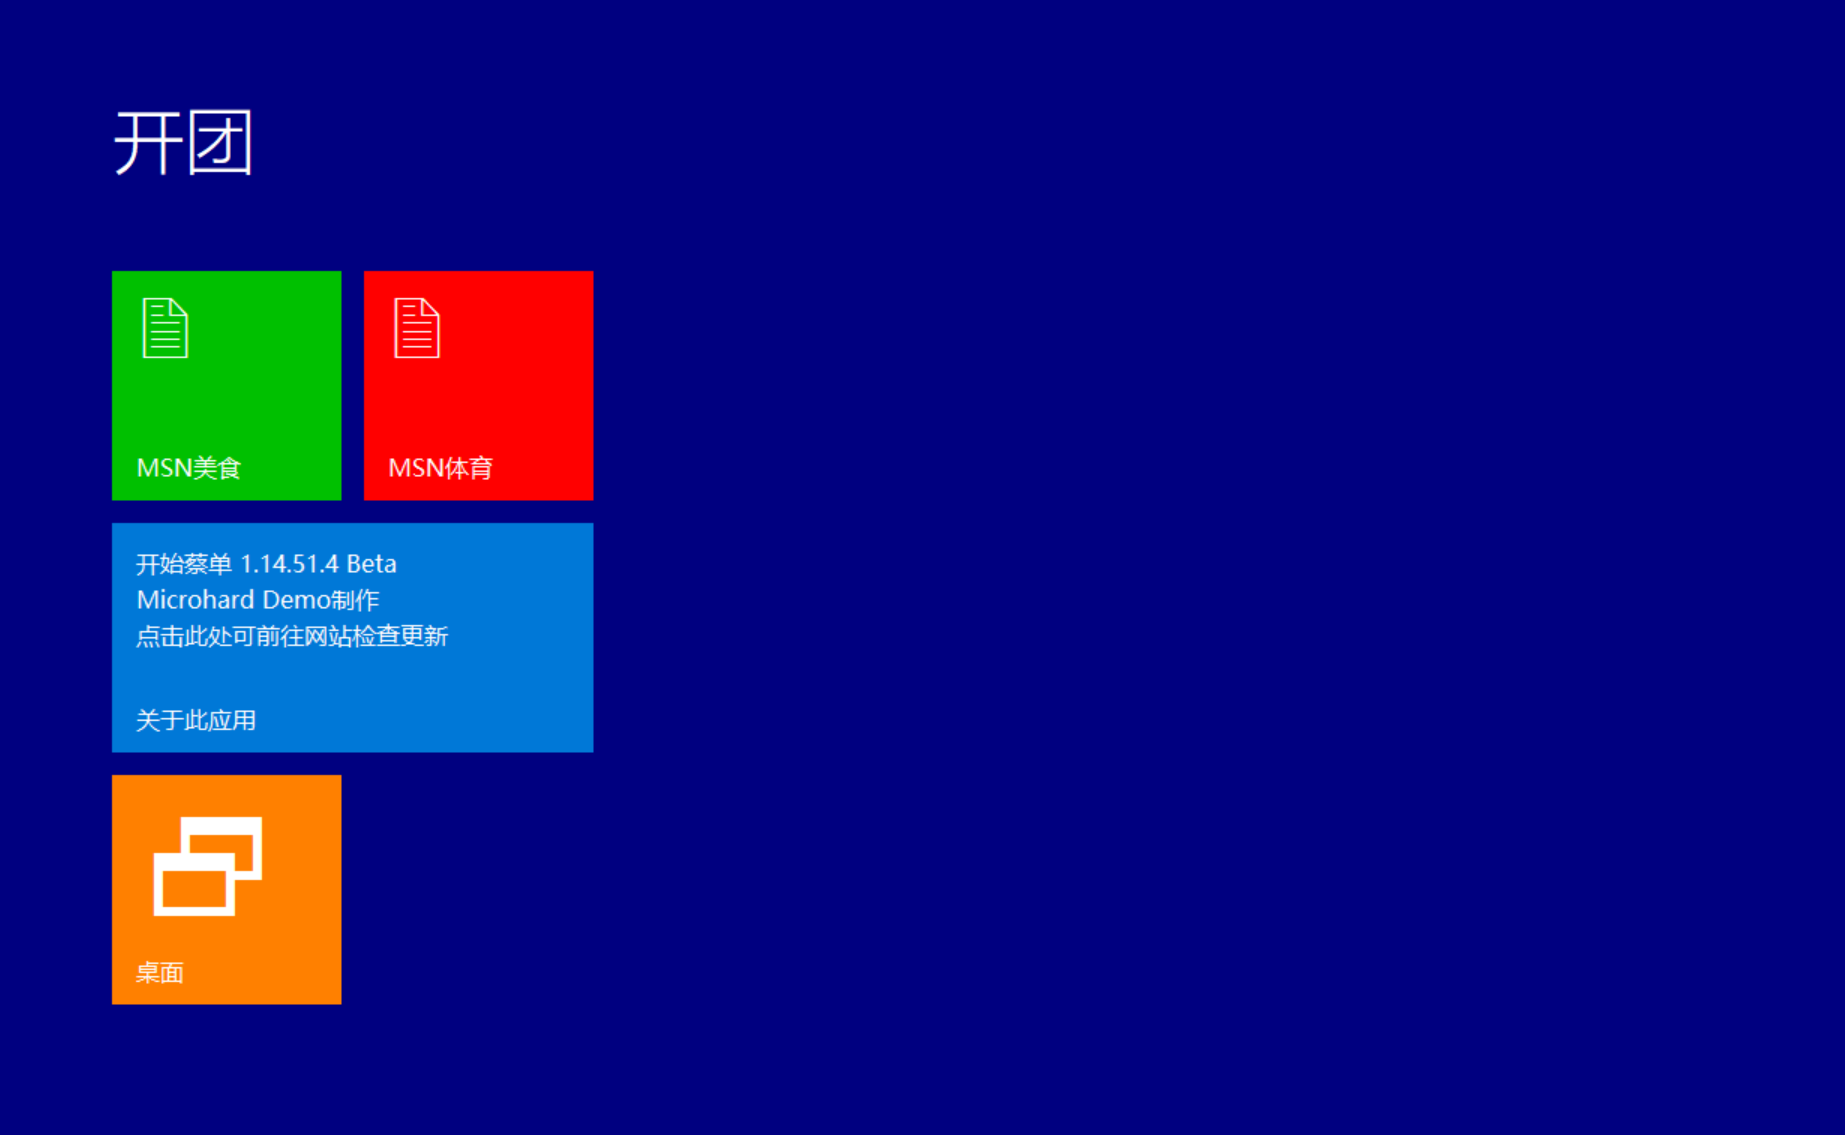 开团
MSN美食
MSN体育
开始蔡单 1.14.51.4 Beta
Microhard Demo制作
点击此处可前往网站检查更新
关于此应用
桌面